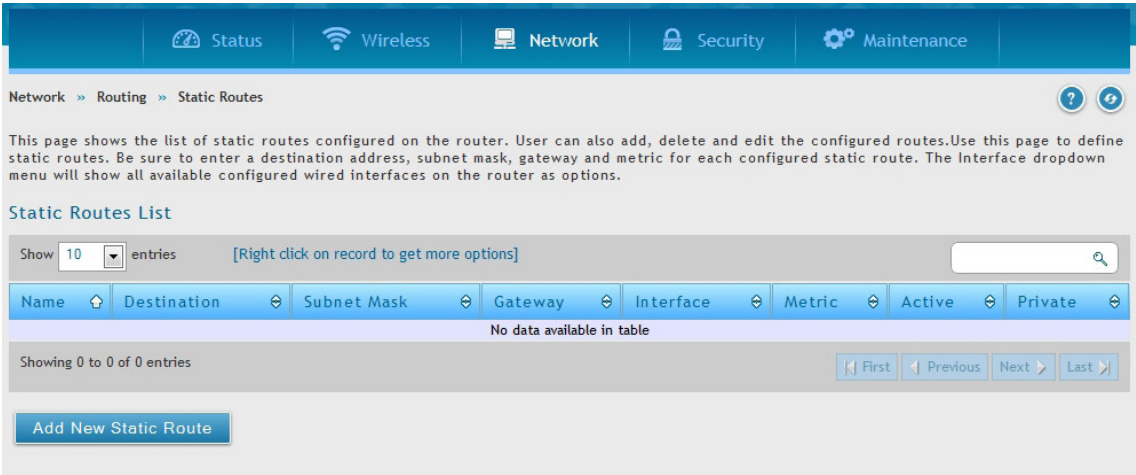 Status Wireless Network Security Maintenance
Network » Routing » Static Routes
This page shows the list of static routes configured on the router. User can also add, delete and edit the configured routes.Use this page to define
static routes. Be sure to enter a destination address, subnet mask, gateway and metric for each configured static route. The Interface dropdown
menu will show all available configured wired interfaces on the router as options.
Static Routes List
Show 10 entries [Right click on record to get more options]
Name Destination Subnet Mask Gateway Interface Metric Active Private
No data available in table
Showing 0 to 0 of 0 entries First Previous Next Last
Add New Static Route